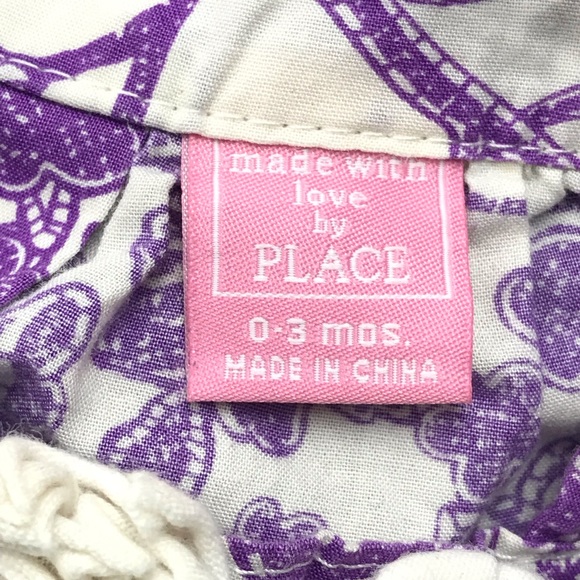 made with
love
by
PLACE
0-3 mos.
MADE IN CHINA